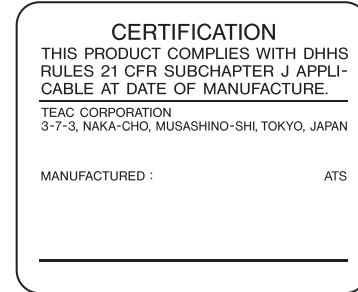 CERTIFICATION
THIS PRODUCT COMPLIES WITH DHHS
RULES 21 CFR SUBCHAPTER J APPLI-
CABLE AT DATE OF MANUFACTURE.
TEAC CORPORATION
3-7-3, NAKA-CHO, MUSASHINO-SHI, TOKYO, JAPAN
MANUFACTURED : ATS